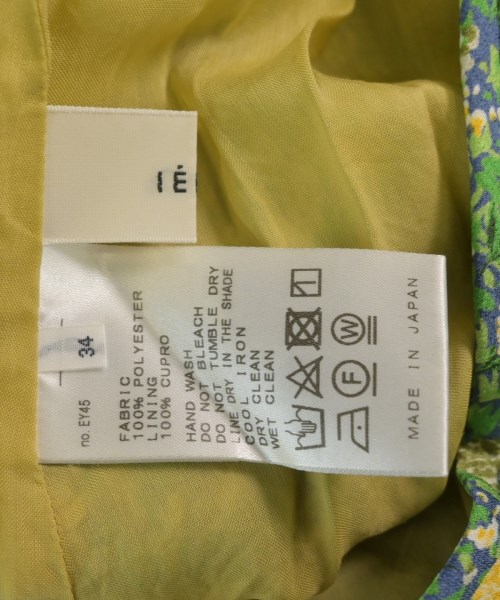 34
no. EY45
FABRIC
100% POLYESTER
LINING
100% CUPRO
HAND WASH
DO NOT BLEACH
DO NOT TUMBLE DRY
LINE DRY IN THE SHADE
COOL IRON
DRY CLEAN
WET CLEAN
W
F
MADE IN JAPAN